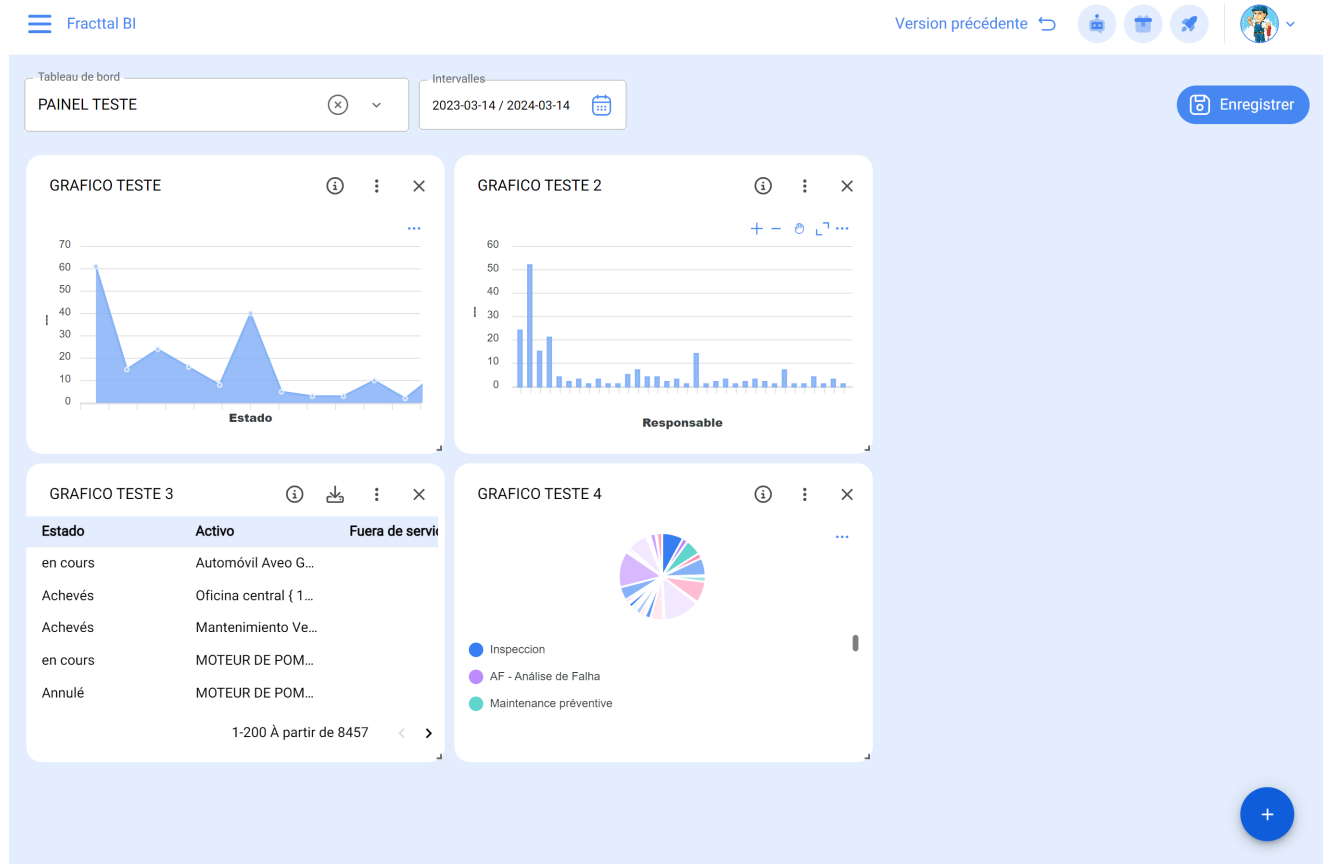 Fracttal BI
Version précédente
Tableau de bord
PAINEL TESTE
Intervalles
2023-03-14 / 2024-03-14
Enregistrer
GRAFICO TESTE
70
60
50
40
30
20
10
0
Estado
GRAFICO TESTE 2
60
50
40
30
20
10
0
Responsable
GRAFICO TESTE 3
Estado Activo Fuera de servic
en cours Automóvil Aveo G...
Achevés Oficina central { 1...
Achevés Mantenimiento Ve...
en cours MOTEUR DE POM...
Annulé MOTEUR DE POM...
1-200 À partir de 8457
GRAFICO TESTE 4
Inspeccion
AF - Análise de Falha
Maintenance préventive